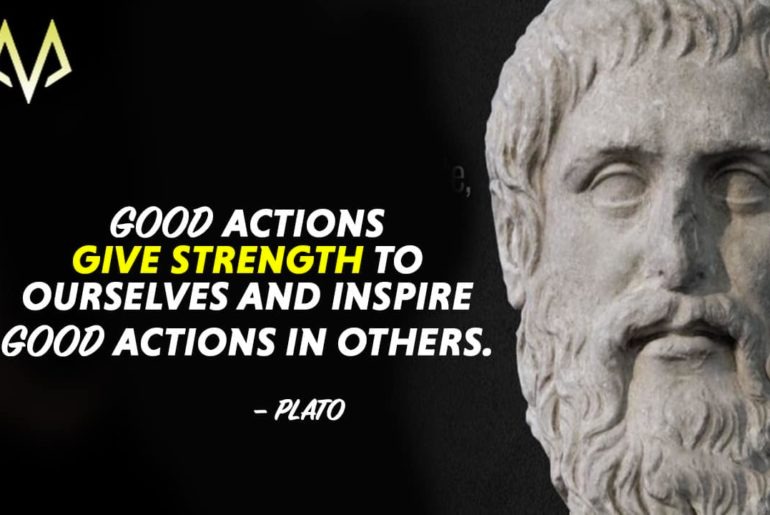 e,
GOOD ACTIONS
GIVE STRENGTH TO
OURSELVES AND INSPIRE
GOOD ACTIONS IN OTHERS.
– PLATO